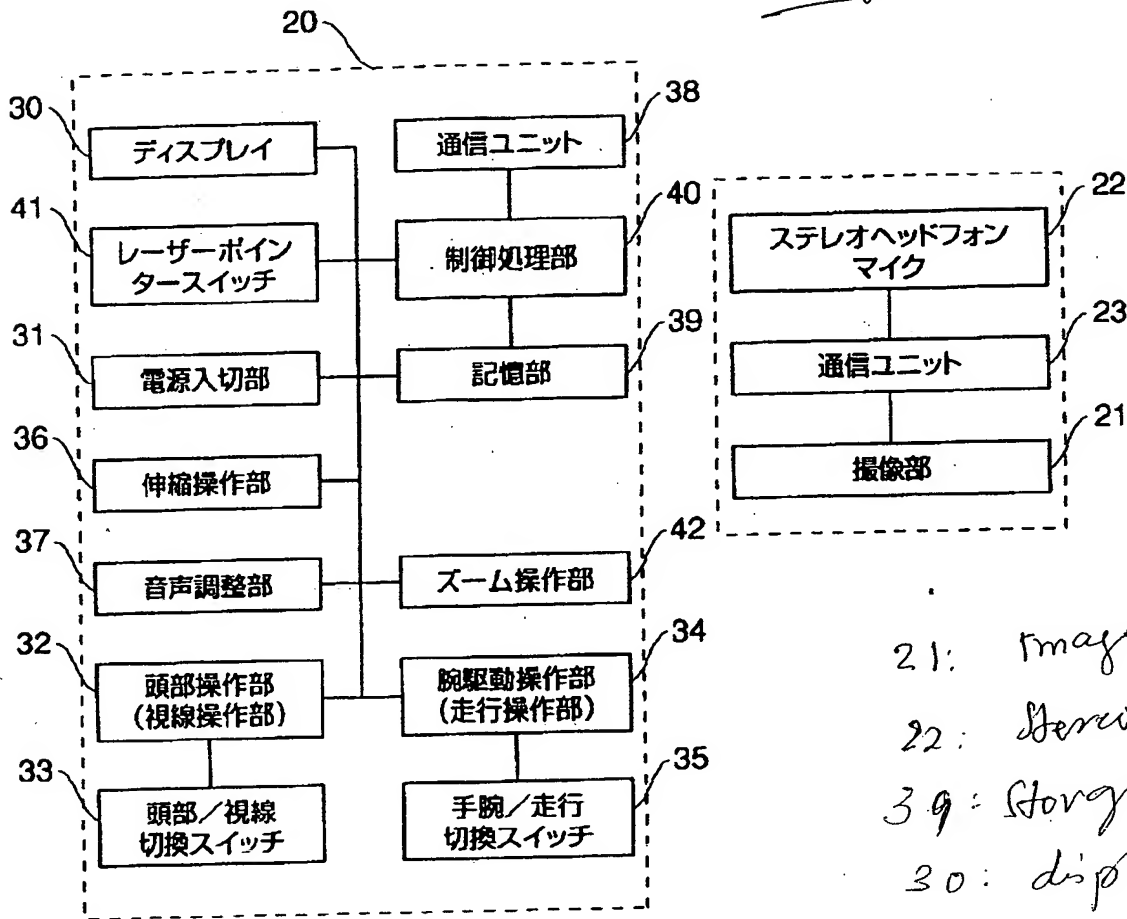 20
30
ディスプレイ
38
通信ユニット
41
レーザーポイン
タースイッチ
40
制御処理部
31
電源入切部
39
記憶部
36
伸縮操作部
37
音声調整部
42
ズーム操作部
32
頭部操作部
(視線操作部)
34
腕駆動操作部
(走行操作部)
33
頭部/視線
切換スイッチ
35
手腕/走行
切換スイッチ
22
ステレオヘッドフォン
マイク
23
通信ユニット
21
撮像部
21:
22:
39:
30: